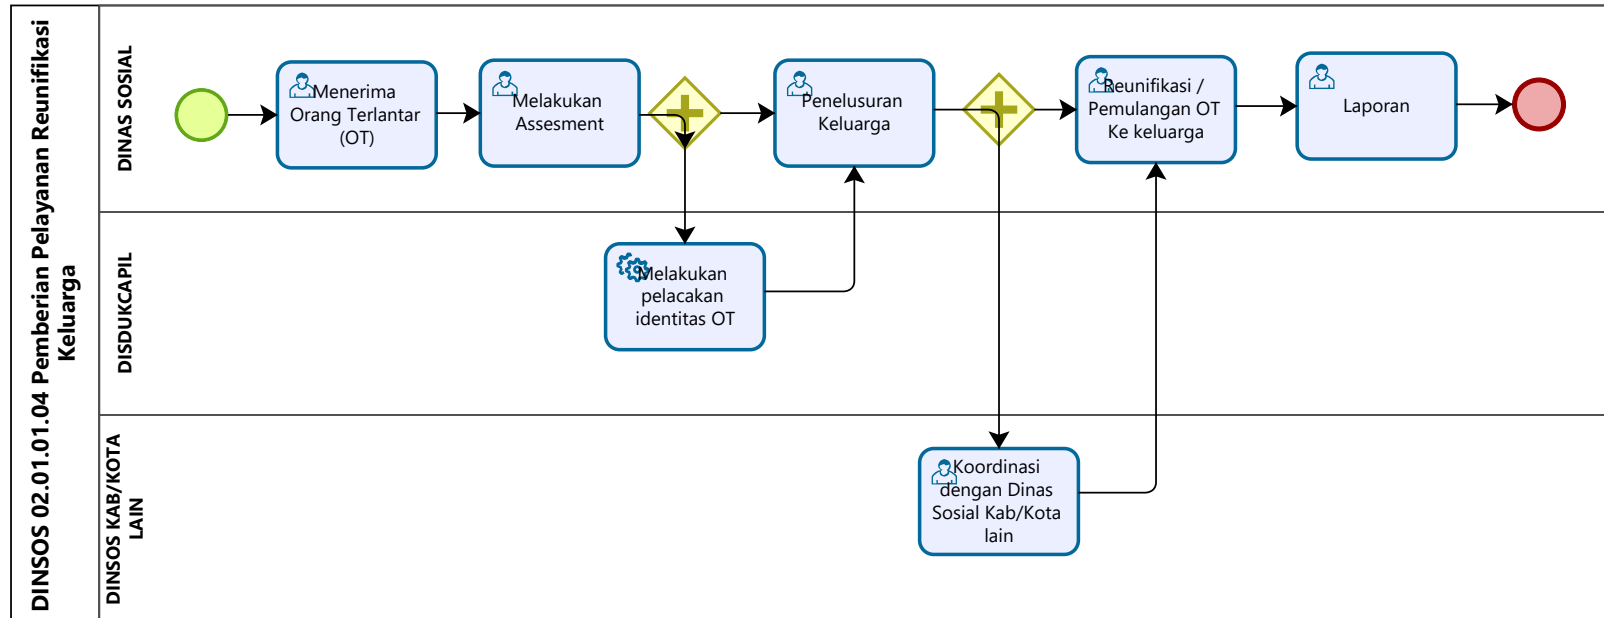 DINSOS 02.01.01.04 Pemberian Pelayanan Reunifikasi
Keluarga
DINAS SOSIAL
Menerima
Orang Terlantar
(OT)
Melakukan
Assesment
Penelusuran
Keluarga
Reunifikasi /
Pemulangan OT
Ke keluarga
Laporan
DISDUKCAPIL
Melakukan
pelacakan
identitas OT
DINSOS KAB/KOTA
LAIN
Koordinasi
dengan Dinas
Sosial Kab/Kota
lain